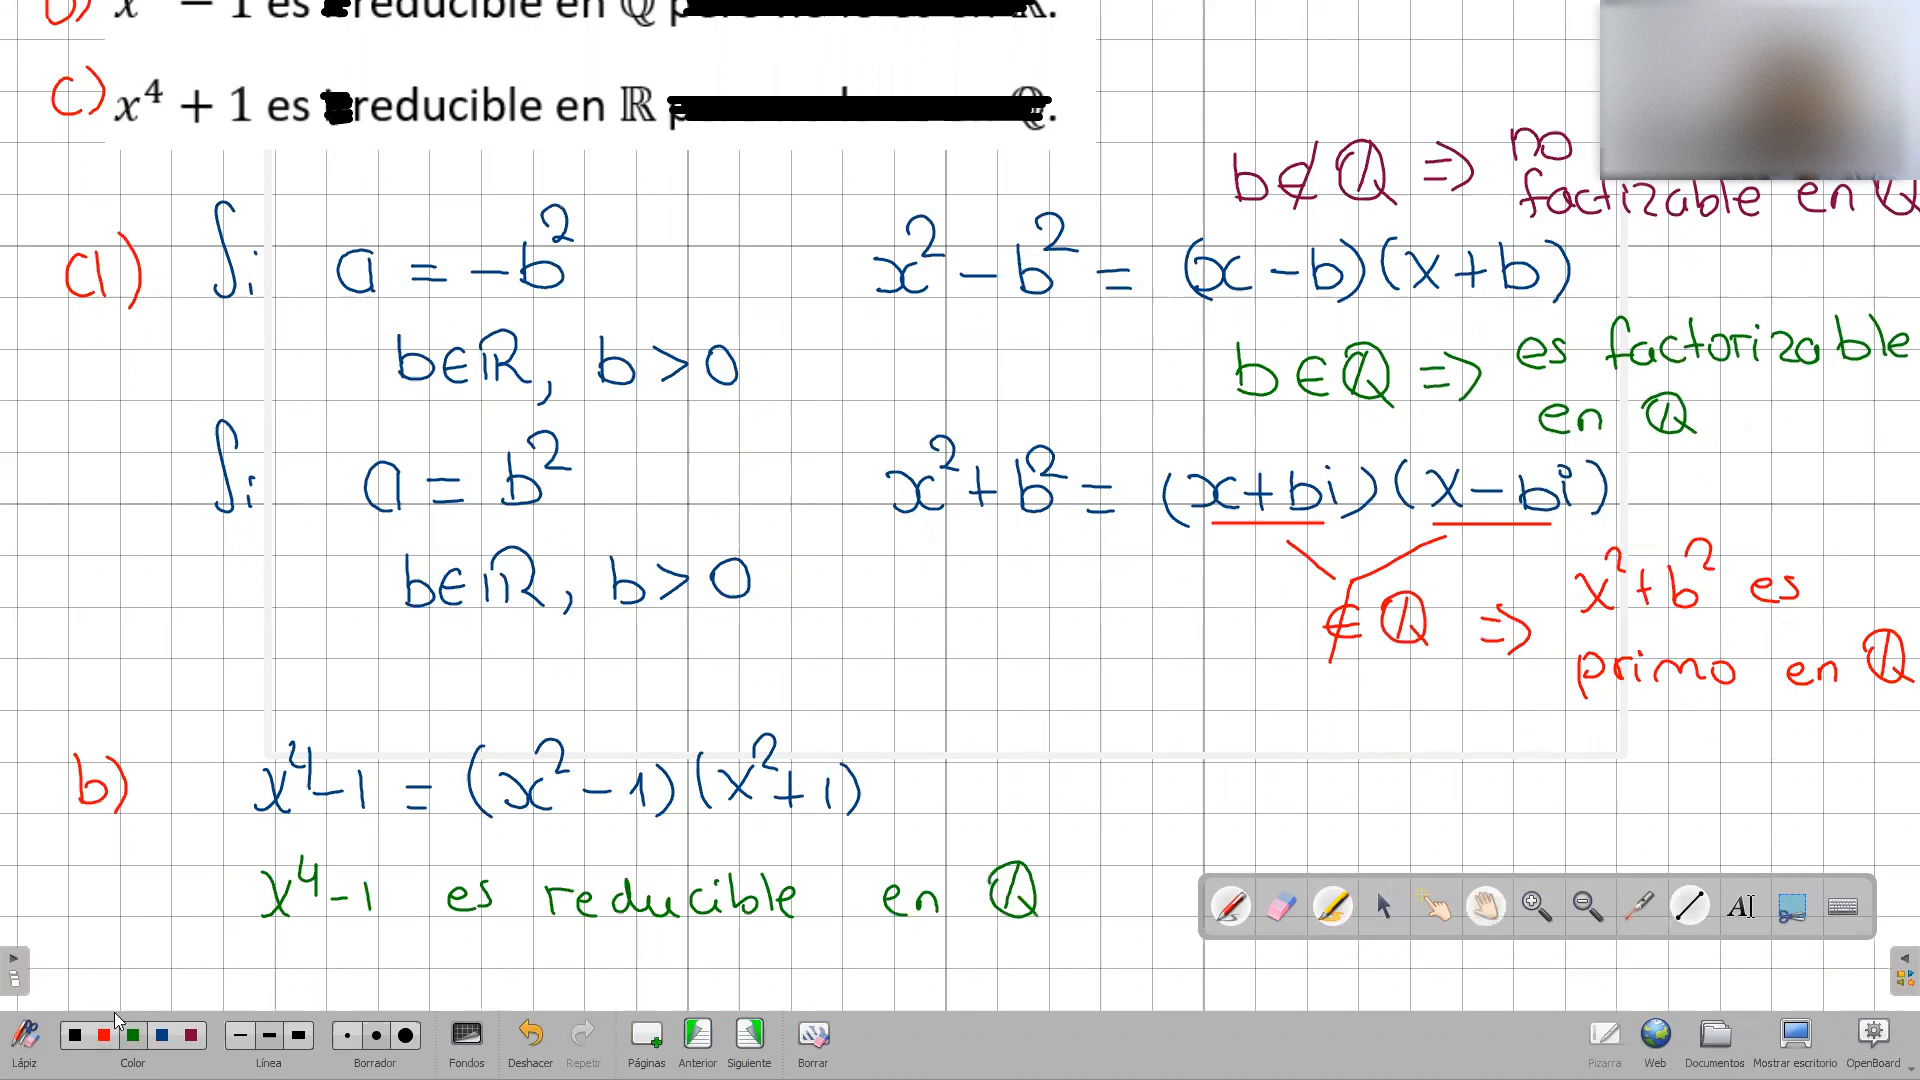 b) x⁴ − 1 es reducible en ℚ
c) x⁴ + 1 es reducible en ℝ
b ∉ ℚ ⇒ no
factizable en ℚ
a) Si a = −b² x² − b² = (x − b)(x + b)
b ∈ ℝ, b > 0
b ∈ ℚ ⇒ es factorizable
en ℚ
Si a = b² x² + b² = (x + bi)(x − bi)
b ∈ ℝ, b > 0
∉ ℚ ⇒ x² + b² es
primo en ℚ
b) x⁴ − 1 = (x² − 1)(x² + 1)
x⁴ − 1 es reducible en ℚ
Lápiz Color Línea Borrador Fondos Deshacer Repetir Páginas Anterior Siguiente Borrar Pizarra Web Documentos Mostrar escritorio OpenBoard